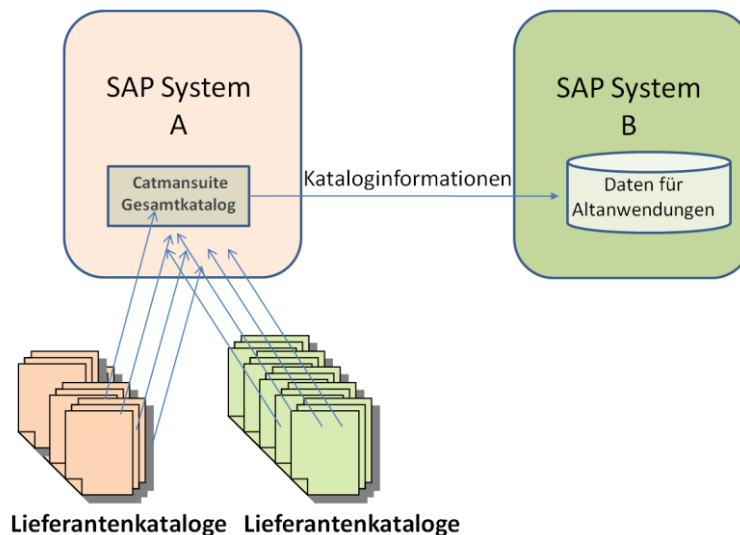 SAP System
A
SAP System
B
Catmansuite
Gesamtkatalog
Kataloginformationen
Daten für
Altanwendungen
Lieferantenkataloge
Lieferantenkataloge